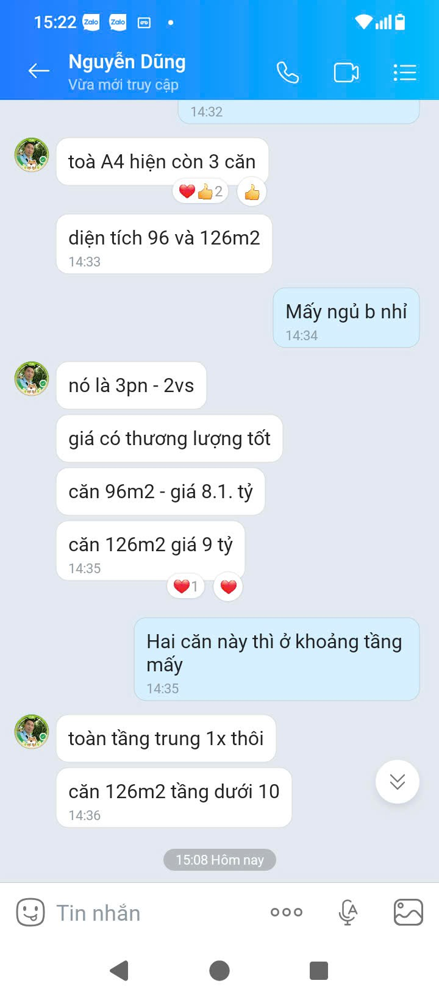 15:22 Zalo Zalo
Nguyễn Dũng
Vừa mới truy cập
14:32
toà A4 hiện còn 3 căn
2
diện tích 96 và 126m2
14:33
Mấy ngủ b nhỉ
14:34
nó là 3pn - 2vs
giá có thương lượng tốt
căn 96m2 - giá 8.1. tỷ
căn 126m2 giá 9 tỷ
14:35
1
Hai căn này thì ở khoảng tầng
mấy
14:35
toàn tầng trung 1x thôi
căn 126m2 tầng dưới 10
14:36
15:08 Hôm nay
Tin nhắn
A